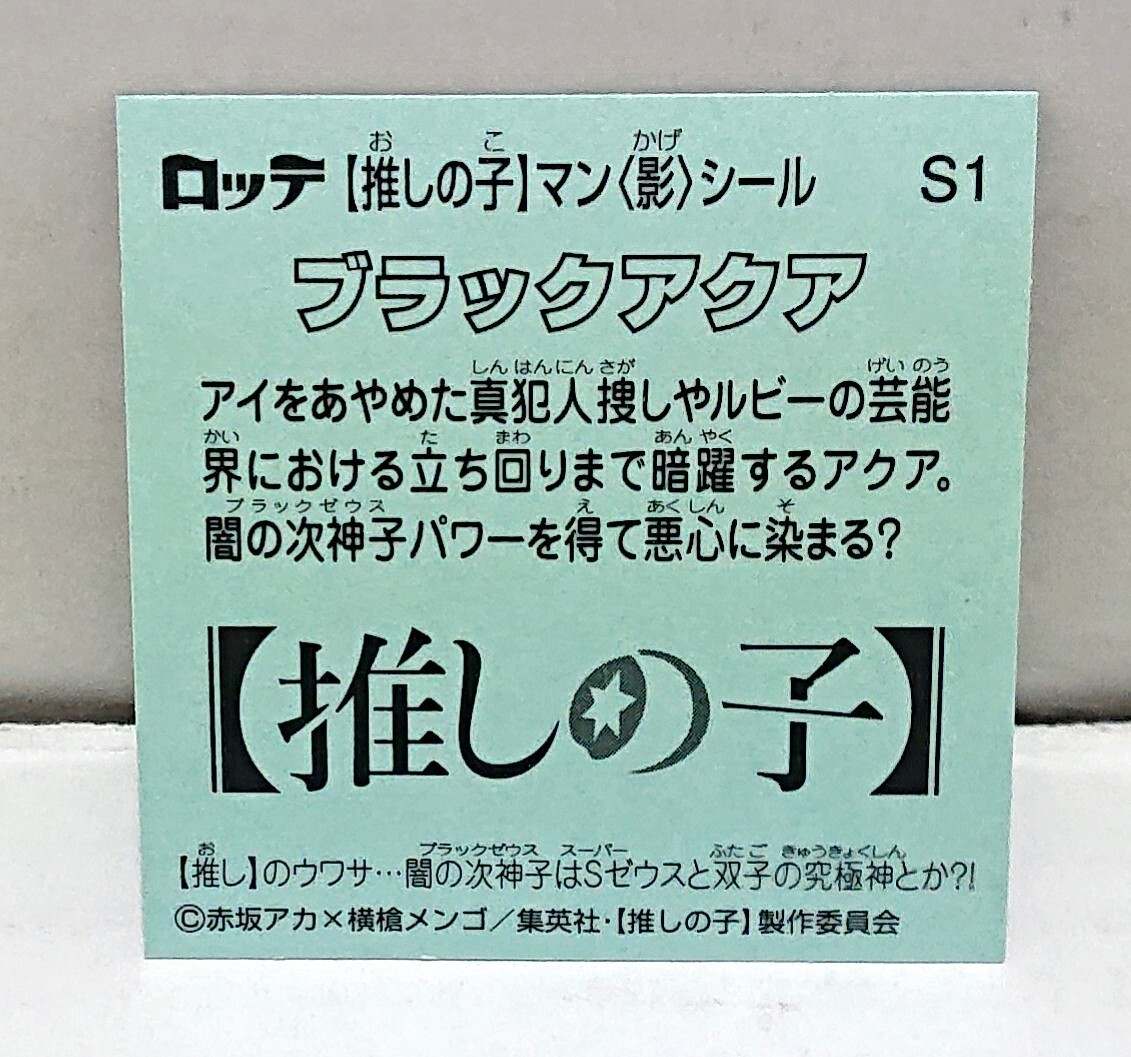 ロッテ 【推しの子】マン〈影〉シール S1
ブラックアクア
アイをあやめた真犯人捜しやルビーの芸能
界における立ち回りまで暗躍するアクア。
闇の次神子パワーを得て悪心に染まる?
【推しの子】
【推し】のウワサ…闇の次神子はSゼウスと双子の究極神とか?!
©赤坂アカ×横槍メンゴ/集英社・【推しの子】製作委員会